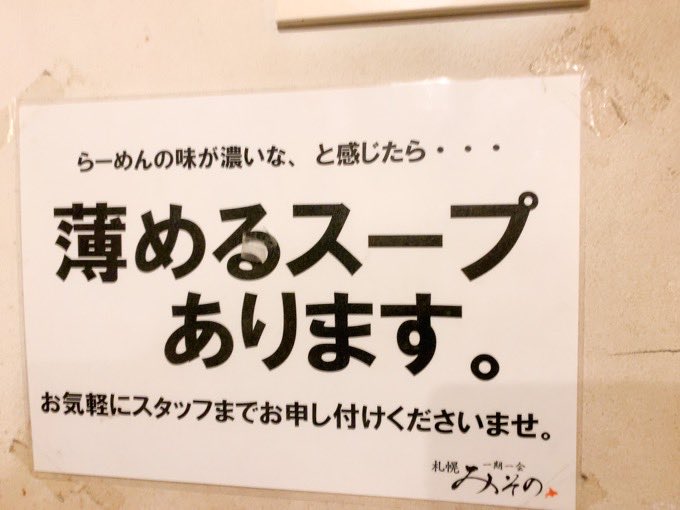 らーめんの味が濃いな、と感じたら・・・
薄めるスープ
あります。
お気軽にスタッフまでお申し付けくださいませ。
一期一会
札幌 みそや